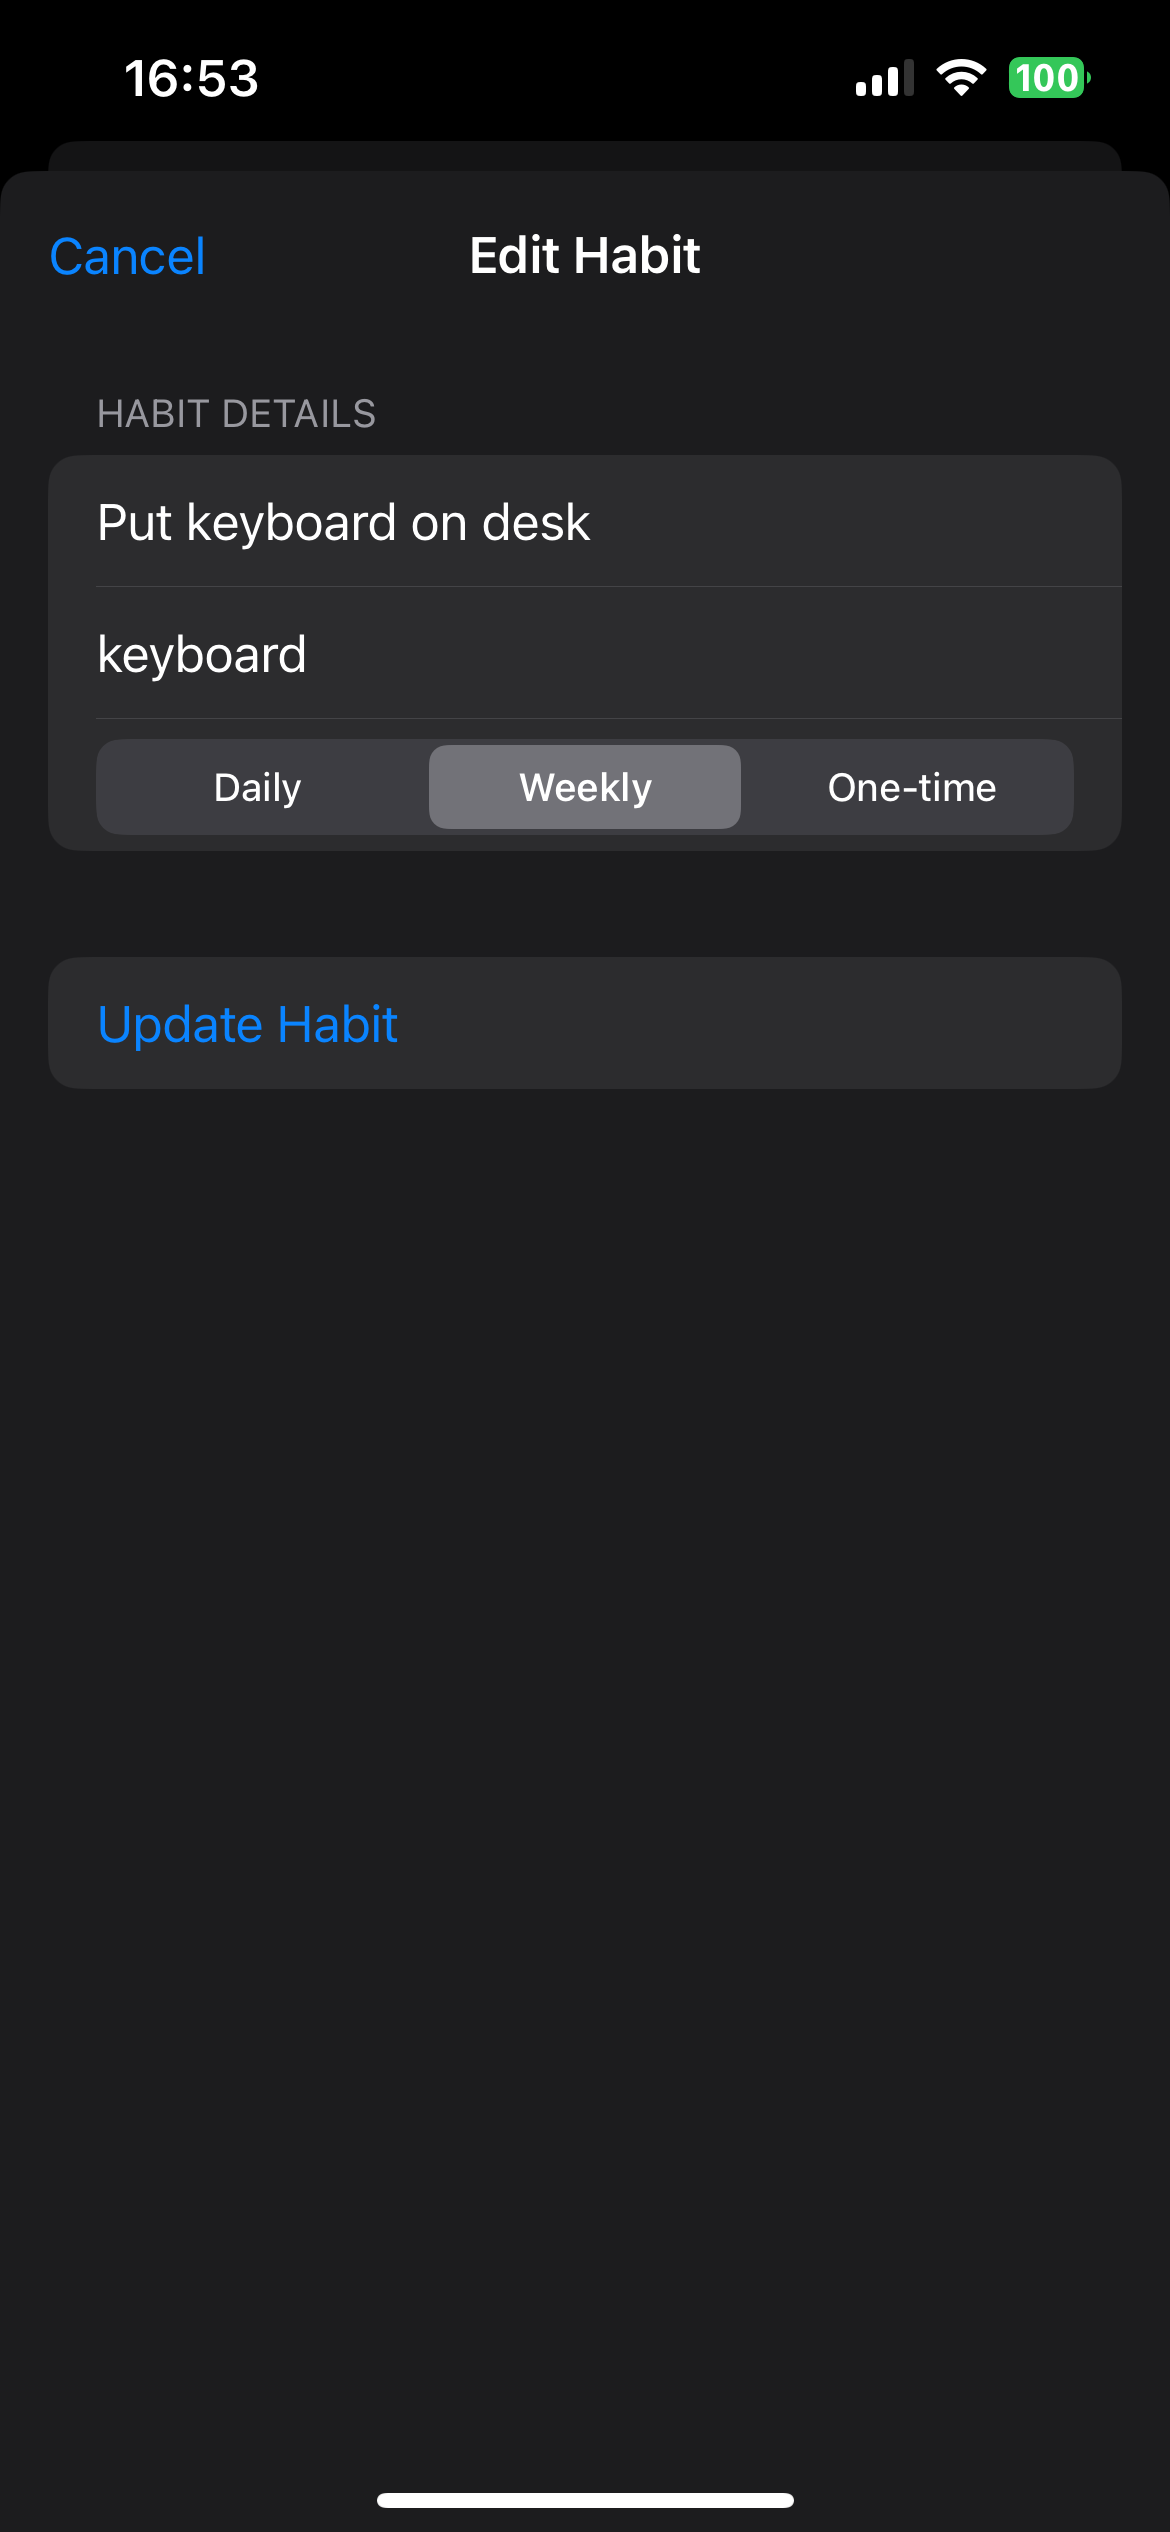 16:53
100
Cancel
Edit Habit
HABIT DETAILS
Put keyboard on desk
keyboard
Daily
Weekly
One-time
Update Habit